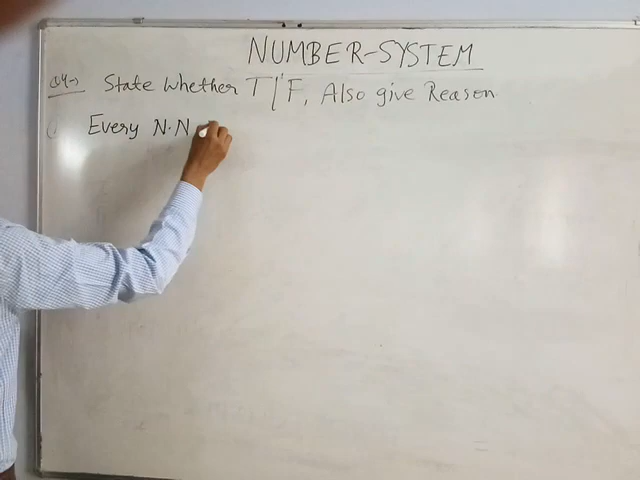 NUMBER-SYSTEM
Q4→ State Whether T/F, Also give Reason
Every N.N